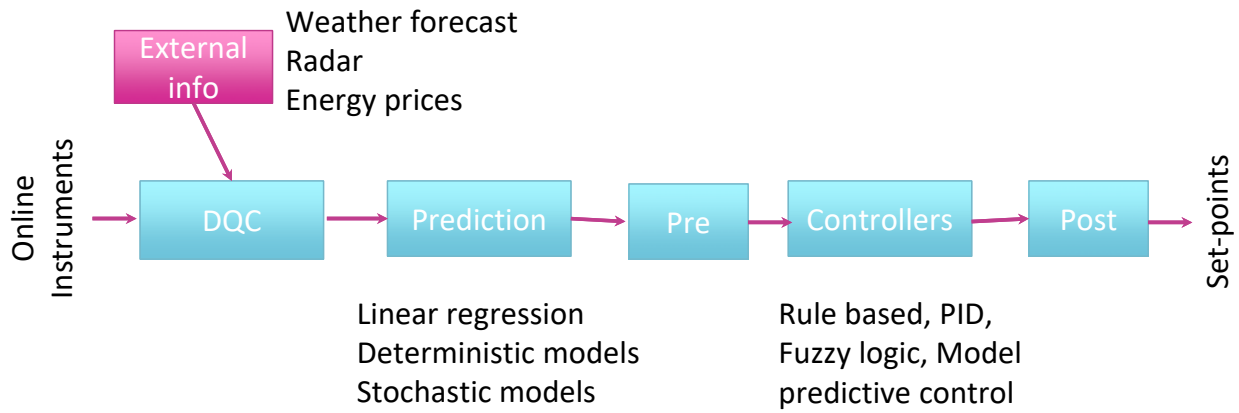 External
info
Weather forecast
Radar
Energy prices
Online
Instruments
DQC
Prediction
Pre
Controllers
Post
Set-points
Linear regression
Deterministic models
Stochastic models
Rule based, PID,
Fuzzy logic, Model
predictive control